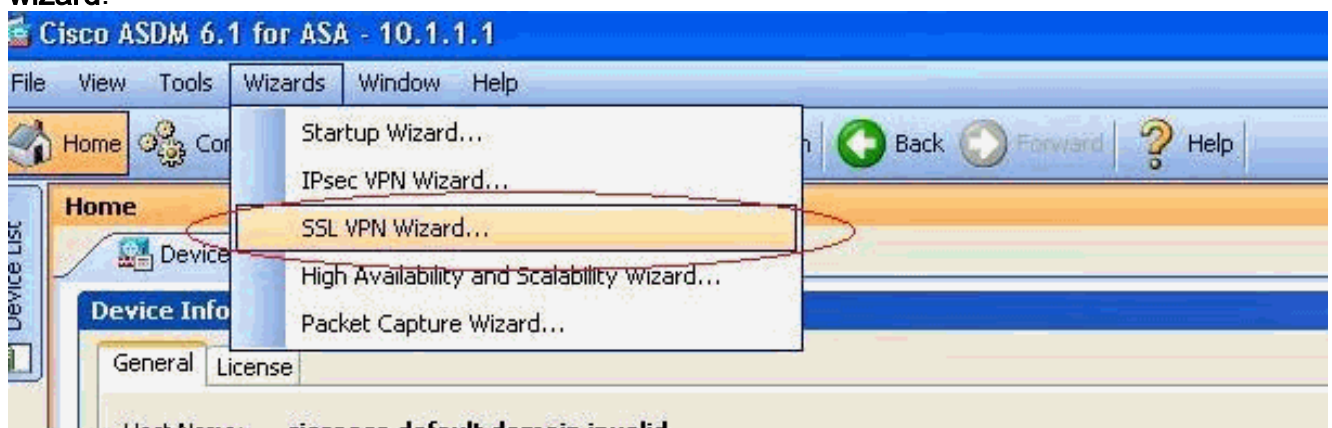 wizard.
Cisco ASDM 6.1 for ASA - 10.1.1.1
File View Tools Wizards Window Help
Home Back Forward Help
Startup Wizard...
IPsec VPN Wizard...
SSL VPN Wizard...
High Availability and Scalability Wizard...
Packet Capture Wizard...
Device List
Home
Device
Device Info
General License